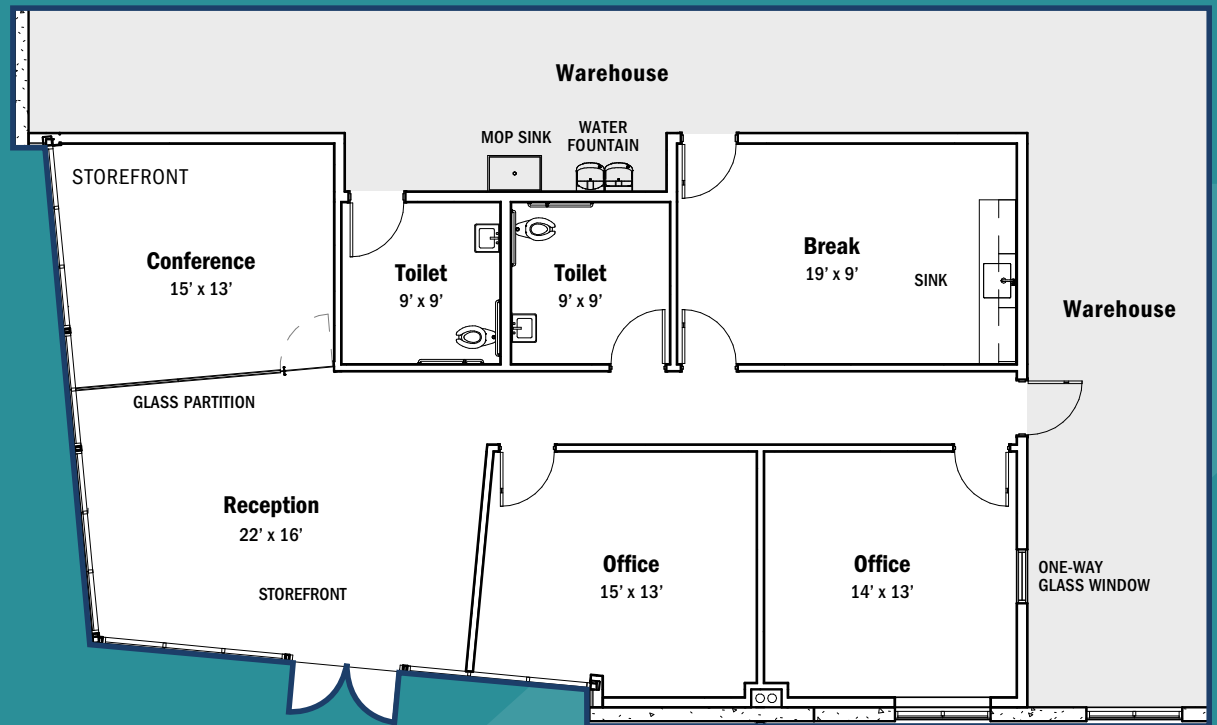 Warehouse
MOP SINK
WATER
FOUNTAIN
STOREFRONT
Conference
15’ x 13’
Toilet
9’ x 9’
Toilet
9’ x 9’
Break
19’ x 9’
SINK
Warehouse
GLASS PARTITION
Reception
22’ x 16’
STOREFRONT
Office
15’ x 13’
Office
14’ x 13’
ONE-WAY
GLASS WINDOW